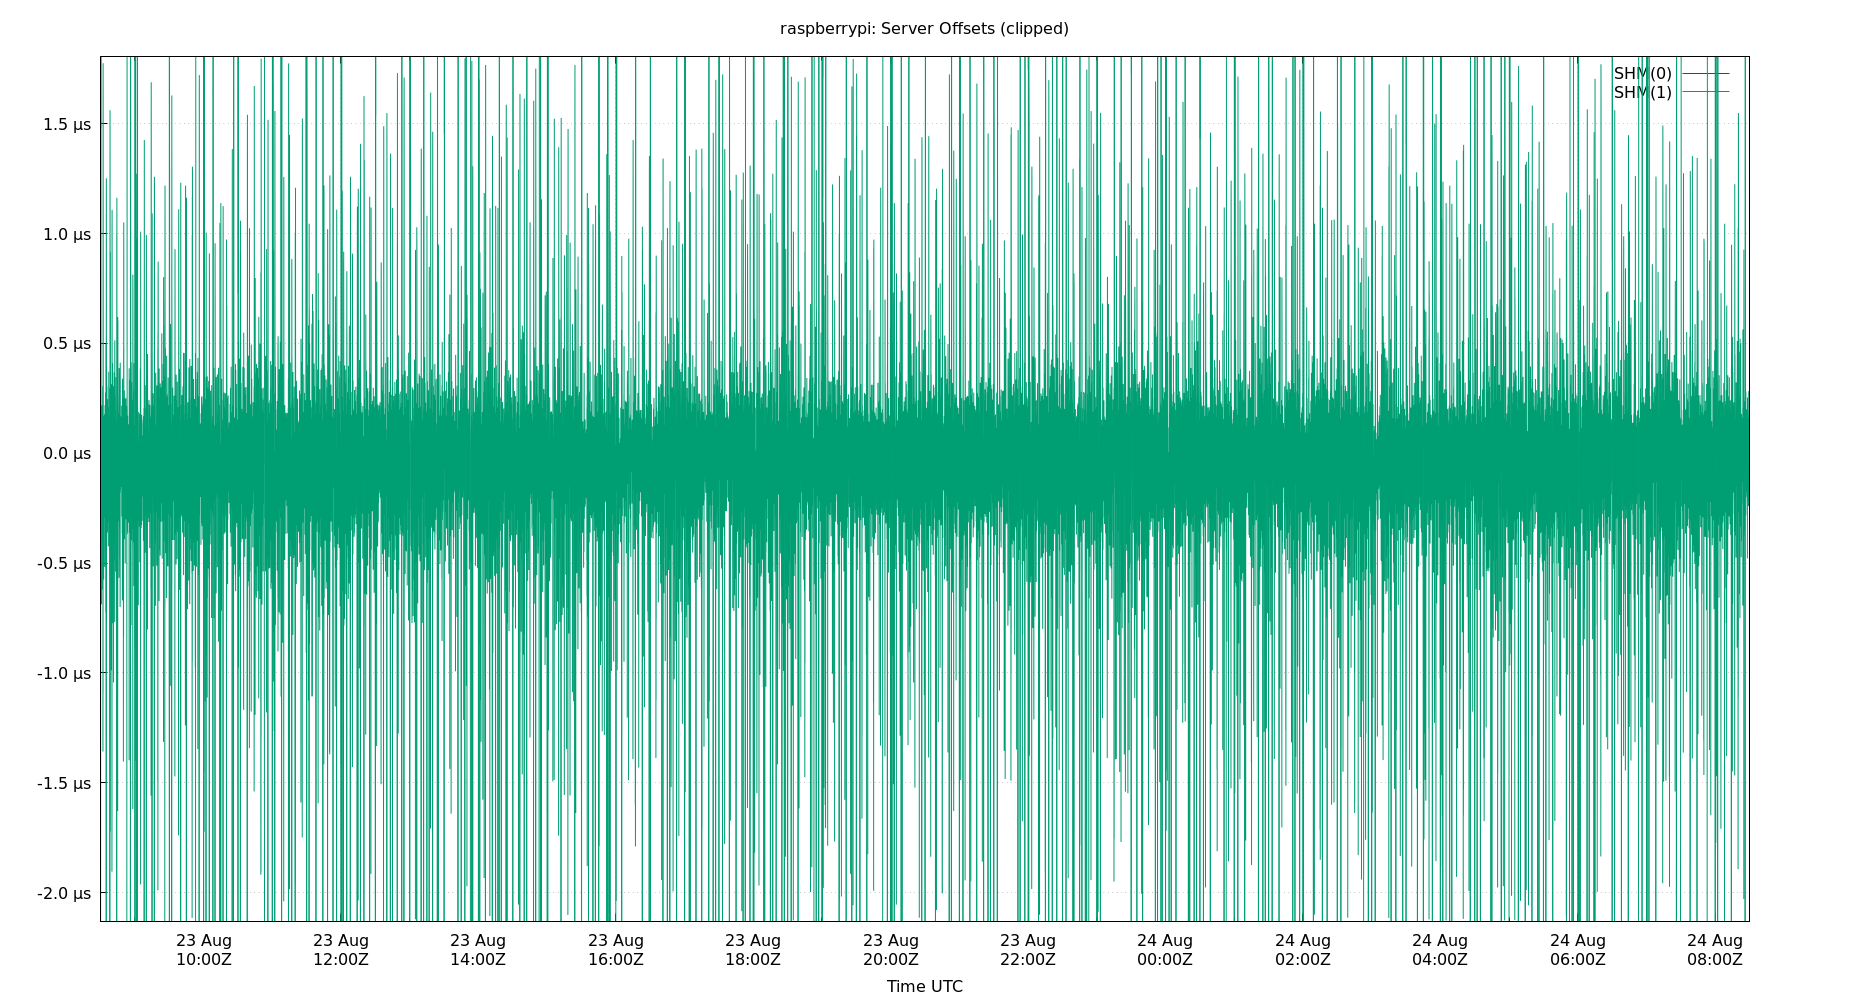 raspberrypi: Server Offsets (clipped)
SHM(0)
SHM(1)
1.5 µs
1.0 µs
0.5 µs
0.0 µs
-0.5 µs
-1.0 µs
-1.5 µs
-2.0 µs
23 Aug 23 Aug 23 Aug 23 Aug 23 Aug 23 Aug 23 Aug 24 Aug 24 Aug 24 Aug 24 Aug 24 Aug
10:00Z 12:00Z 14:00Z 16:00Z 18:00Z 20:00Z 22:00Z 00:00Z 02:00Z 04:00Z 06:00Z 08:00Z
Time UTC